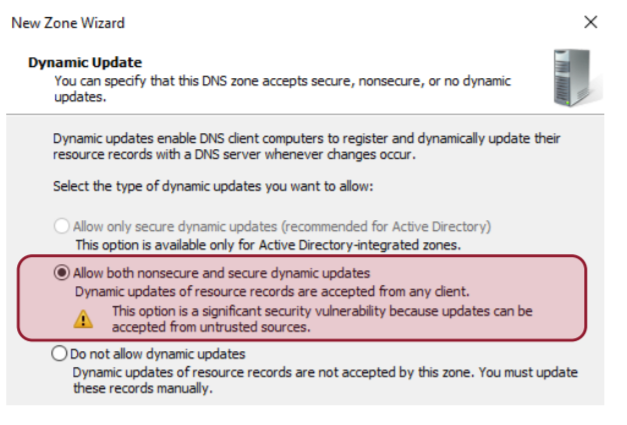 New Zone Wizard
Dynamic Update
You can specify that this DNS zone accepts secure, nonsecure, or no dynamic
updates.
Dynamic updates enable DNS client computers to register and dynamically update their
resource records with a DNS server whenever changes occur.
Select the type of dynamic updates you want to allow:
Allow only secure dynamic updates (recommended for Active Directory)
This option is available only for Active Directory-integrated zones.
Allow both nonsecure and secure dynamic updates
Dynamic updates of resource records are accepted from any client.
This option is a significant security vulnerability because updates can be
accepted from untrusted sources.
Do not allow dynamic updates
Dynamic updates of resource records are not accepted by this zone. You must update
these records manually.